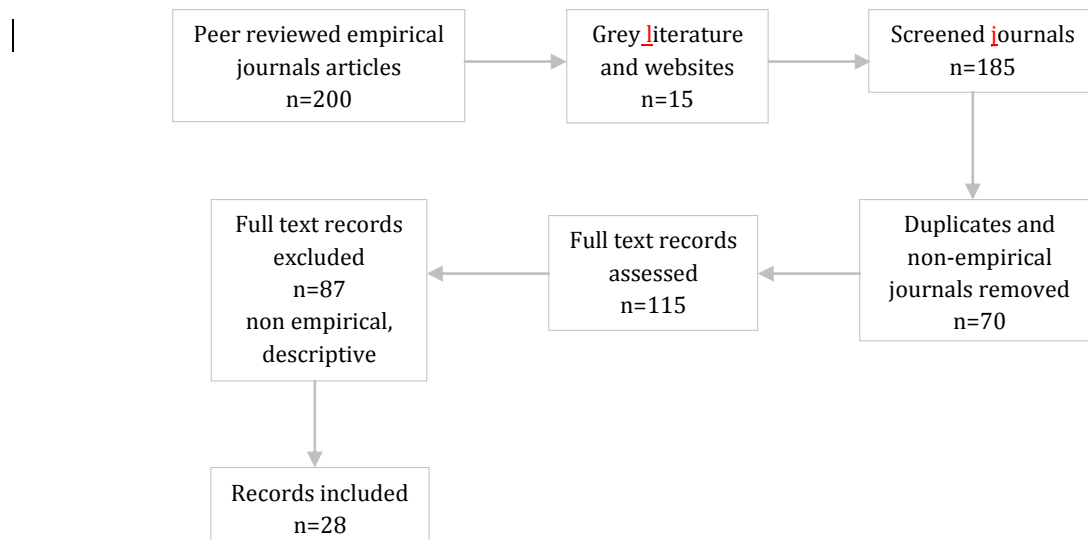 Peer reviewed empirical
journals articles
n=200
Grey literature
and websites
n=15
Screened journals
n=185
Duplicates and
non-empirical
journals removed
n=70
Full text records
assessed
n=115
Full text records
excluded
n=87
non empirical,
descriptive
Records included
n=28